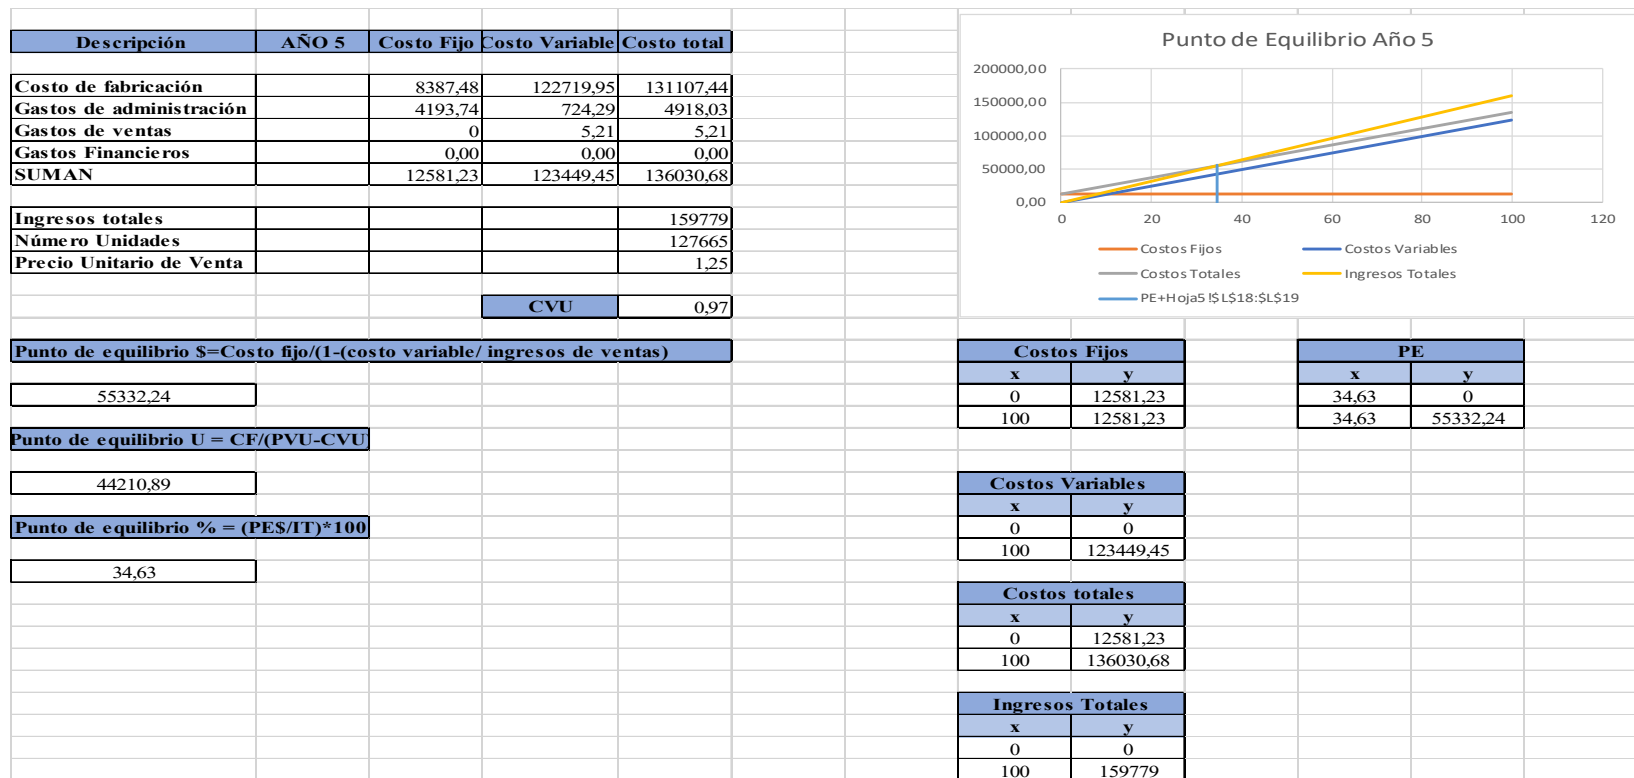 Descripción AÑO 5 Costo Fijo Costo Variable Costo total
Costo de fabricación 8387,48 122719,95 131107,44
Gastos de administración 4193,74 724,29 4918,03
Gastos de ventas 0 5,21 5,21
Gastos Financieros 0,00 0,00 0,00
SUMAN 12581,23 123449,45 136030,68
Ingresos totales 159779
Número Unidades 127665
Precio Unitario de Venta 1,25
CVU 0,97
Punto de equilibrio $=Costo fijo/(1-(costo variable/ ingresos de ventas)
55332,24
Punto de equilibrio U = CF/(PVU-CVU)
44210,89
Punto de equilibrio % = (PE$/IT)*100
34,63
Punto de Equilibrio Año 5
200000,00
150000,00
100000,00
50000,00
0,00
0 20 40 60 80 100 120
Costos Fijos Costos Variables
Costos Totales Ingresos Totales
PE+Hoja5!$L$18:$L$19
Costos Fijos
x y
0 12581,23
100 12581,23
PE
x y
34,63 0
34,63 55332,24
Costos Variables
x y
0 0
100 123449,45
Costos totales
x y
0 12581,23
100 136030,68
Ingresos Totales
x y
0 0
100 159779